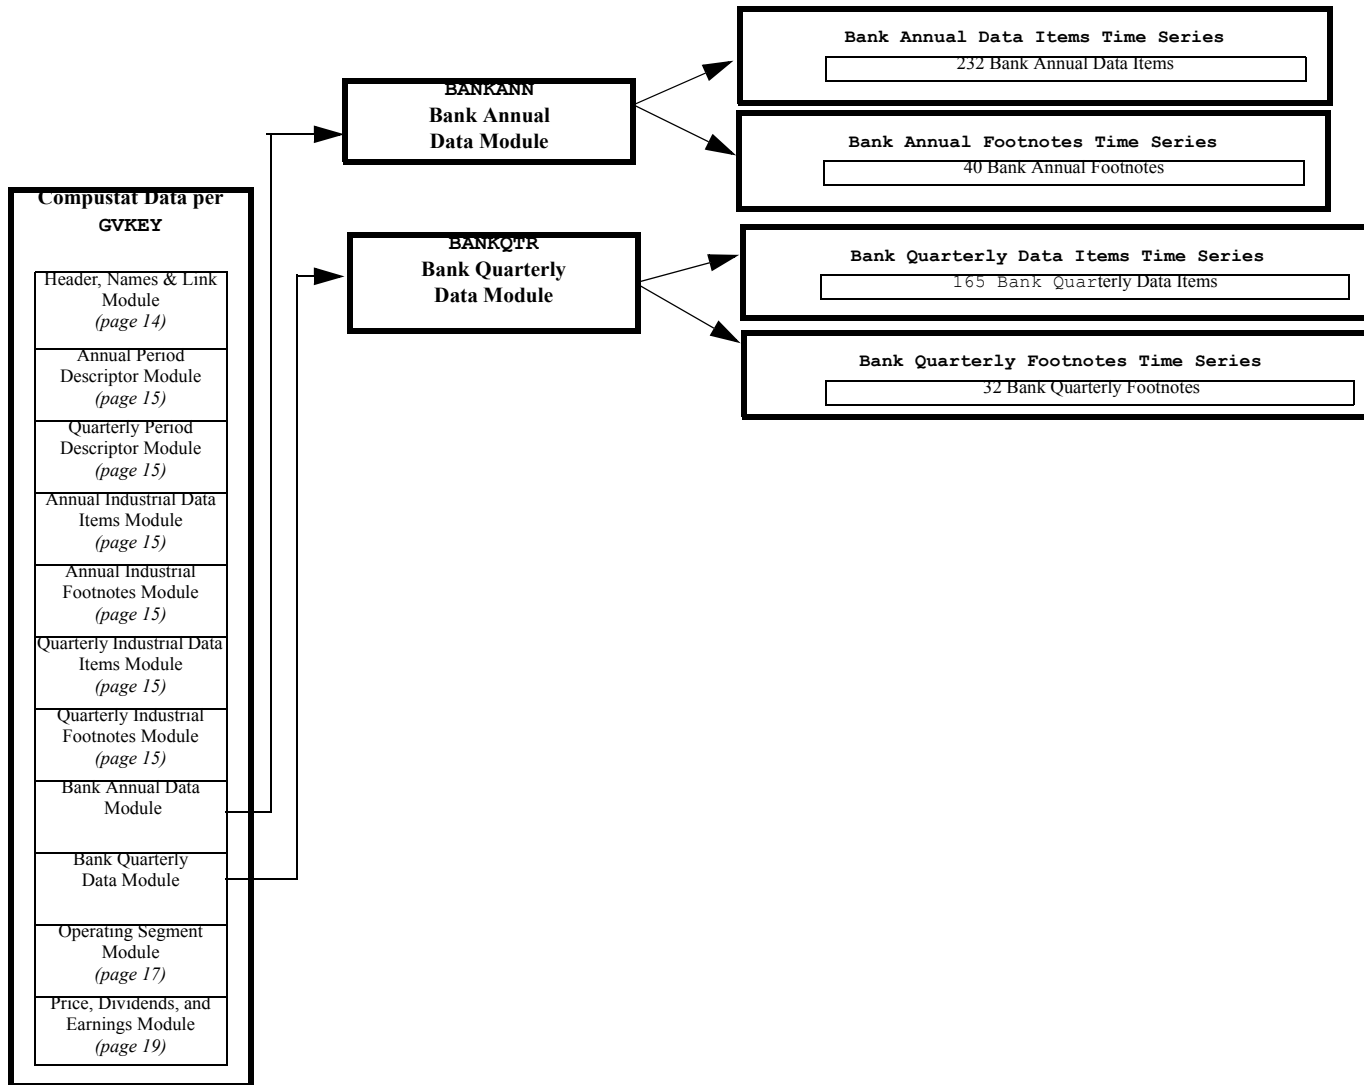 Compustat Data per
GVKEY
Header, Names & Link
Module
(page 14)
Annual Period
Descriptor Module
(page 15)
Quarterly Period
Descriptor Module
(page 15)
Annual Industrial Data
Items Module
(page 15)
Annual Industrial
Footnotes Module
(page 15)
Quarterly Industrial Data
Items Module
(page 15)
Quarterly Industrial
Footnotes Module
(page 15)
Bank Annual Data
Module
Bank Quarterly
Data Module
Operating Segment
Module
(page 17)
Price, Dividends, and
Earnings Module
(page 19)
BANKANN
Bank Annual
Data Module
BANKQTR
Bank Quarterly
Data Module
Bank Annual Data Items Time Series
232 Bank Annual Data Items
Bank Annual Footnotes Time Series
40 Bank Annual Footnotes
Bank Quarterly Data Items Time Series
165 Bank Quarterly Data Items
Bank Quarterly Footnotes Time Series
32 Bank Quarterly Footnotes